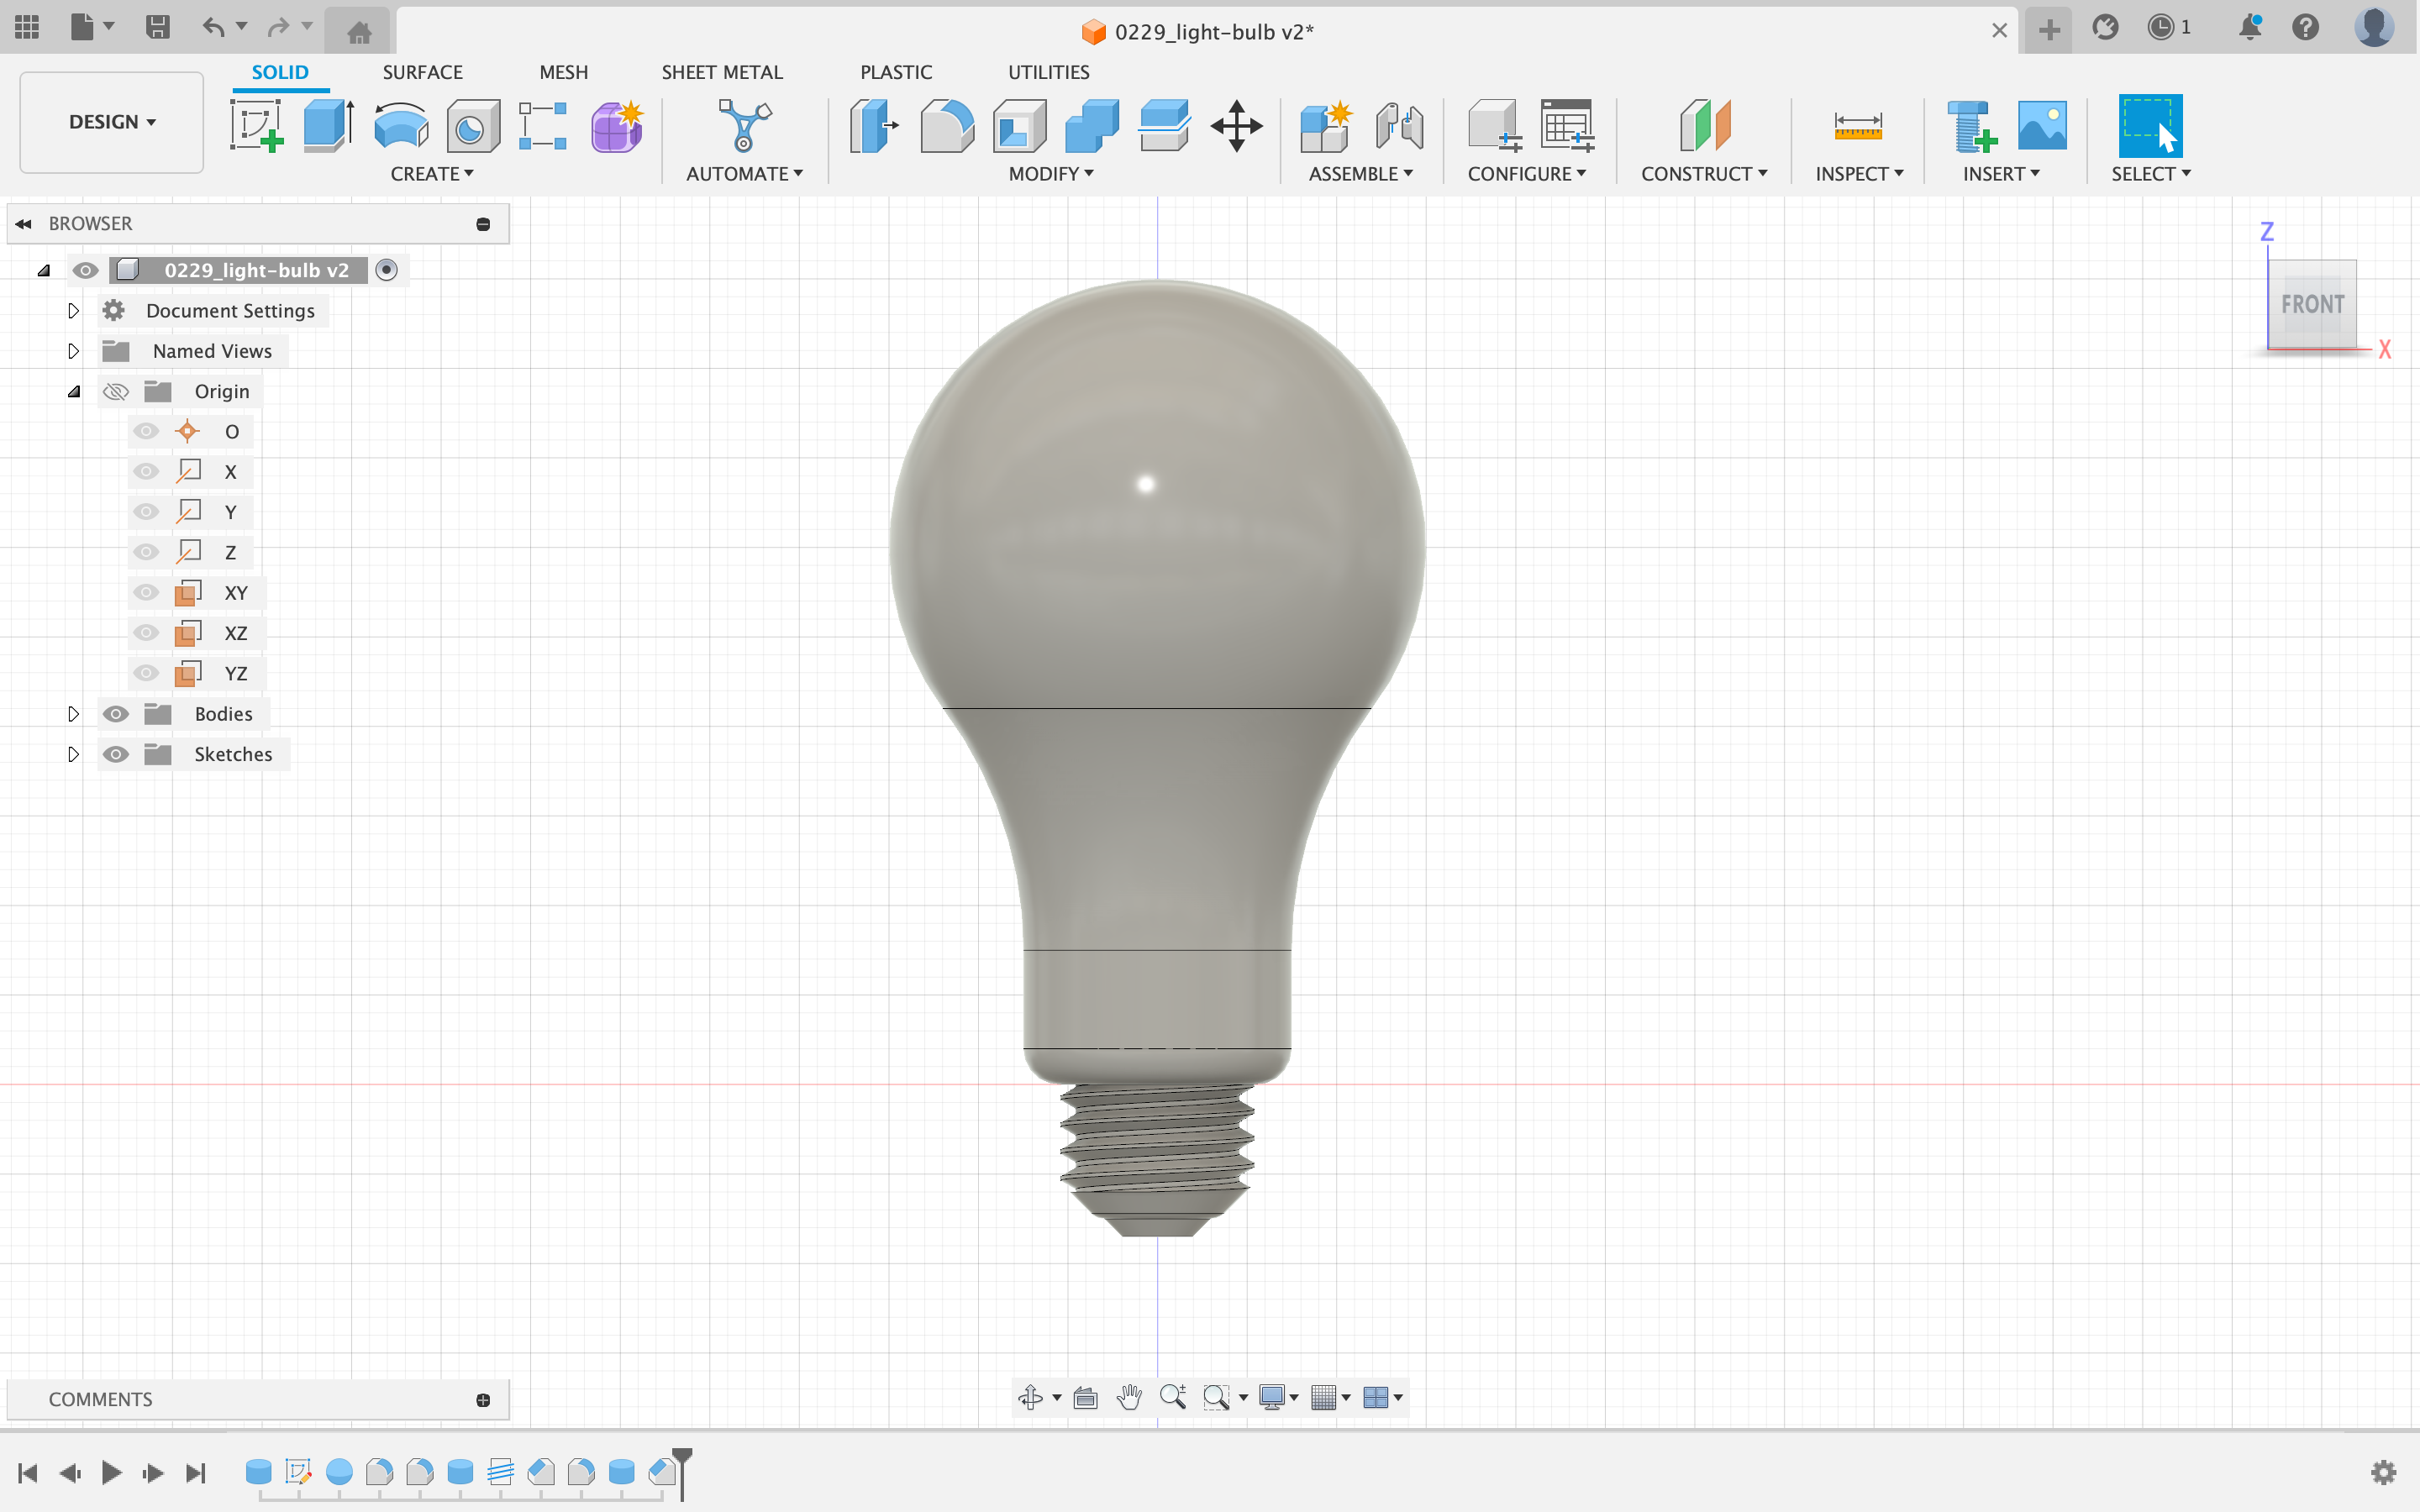 0229_light-bulb v2*
1
SOLID SURFACE MESH SHEET METAL PLASTIC UTILITIES
DESIGN
CREATE AUTOMATE MODIFY ASSEMBLE CONFIGURE CONSTRUCT INSPECT INSERT SELECT
BROWSER
0229_light-bulb v2
Document Settings
Named Views
Origin
O
X
Y
Z
XY
XZ
YZ
Bodies
Sketches
Z
FRONT
X
COMMENTS